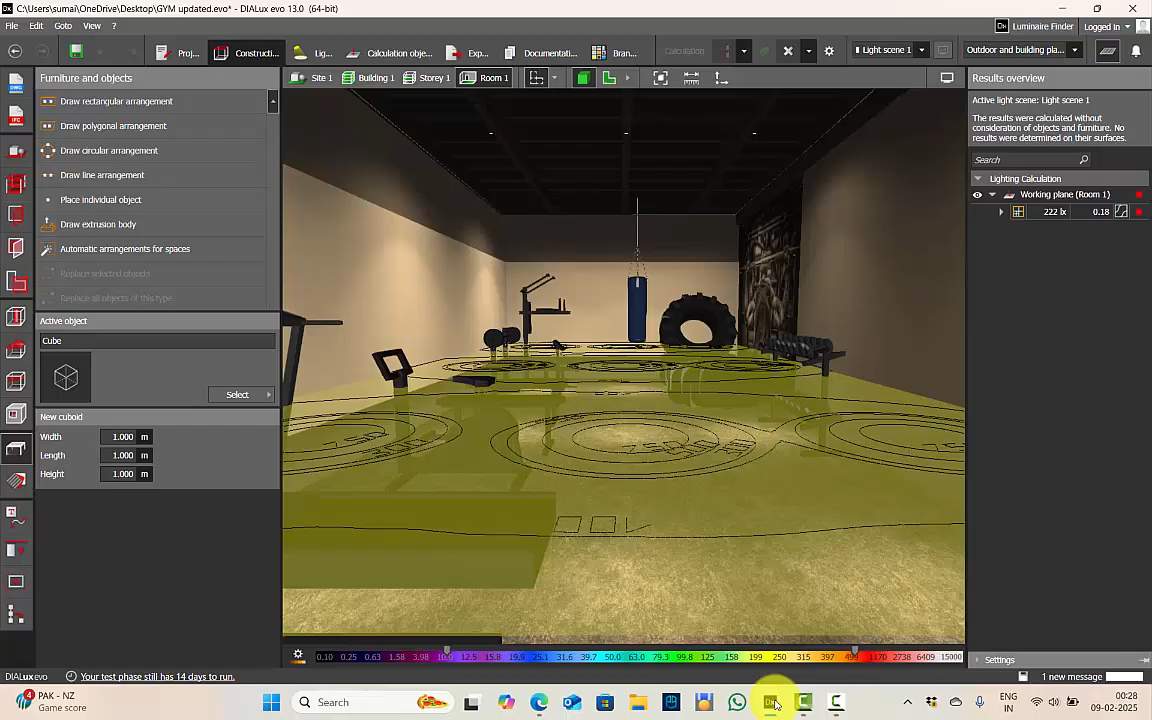 C:\Users\sumai\OneDrive\Desktop\GYM updated.evo* - DIALux evo 13.0 (64-bit)
File Edit Goto View ?
Luminaire Finder Logged in
Proj... Constructi... Lig... Calculation obje... Exp... Documentati... Bran...
Calculation Light scene 1 Outdoor and building pla...
Furniture and objects
Site 1 Building 1 Storey 1 Room 1
Draw rectangular arrangement
Draw polygonal arrangement
Draw circular arrangement
Draw line arrangement
Place individual object
Draw extrusion body
Automatic arrangements for spaces
Replace selected objects
Replace all objects of this type
Active object
Cube
Select
New cuboid
Width 1.000 m
Length 1.000 m
Height 1.000 m
Results overview
Active light scene: Light scene 1
The results were calculated without
consideration of objects and furniture. No
results were determined on their surfaces.
Search
Lighting Calculation
Working plane (Room 1)
222 lx 0.18
0.10 0.25 0.63 1.58 3.98 12.5 15.8 25.1 31.6 39.7 50.0 63.0 79.3 99.8 125 158 199 250 315 397 1170 2738 6409 15000
Settings
DIALux evo Your test phase still has 14 days to run.
1 new message
PAK - NZ
Game score
Search
ENG
IN
00:28
09-02-2025